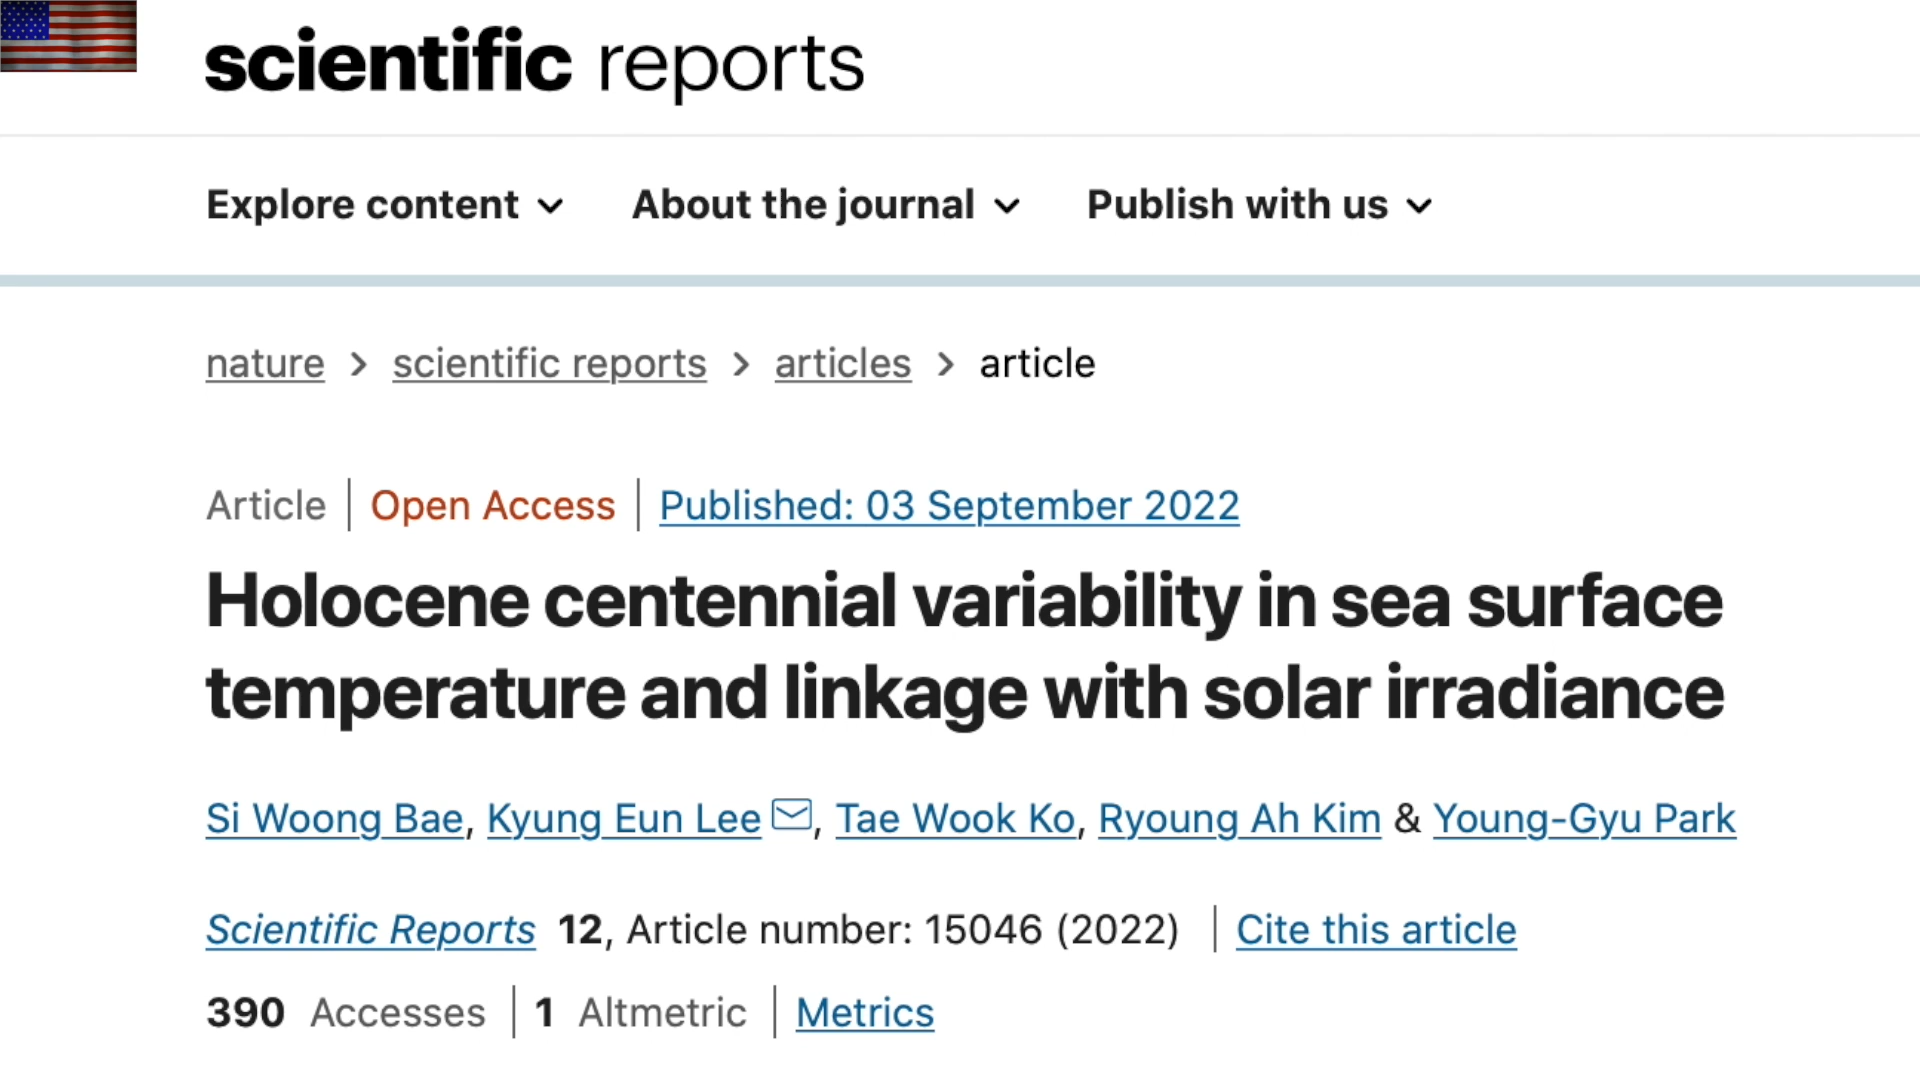 scientific reports
Explore content About the journal Publish with us
nature > scientific reports > articles > article
Article | Open Access | Published: 03 September 2022
Holocene centennial variability in sea surface
temperature and linkage with solar irradiance
Si Woong Bae, Kyung Eun Lee, Tae Wook Ko, Ryoung Ah Kim & Young-Gyu Park
Scientific Reports 12, Article number: 15046 (2022) | Cite this article
390 Accesses | 1 Altmetric | Metrics